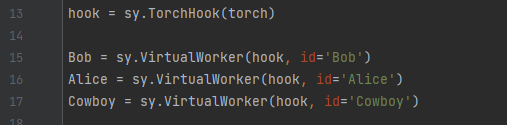 13 hook = sy.TorchHook(torch)
14
15 Bob = sy.VirtualWorker(hook, id='Bob')
16 Alice = sy.VirtualWorker(hook, id='Alice')
17 Cowboy = sy.VirtualWorker(hook, id='Cowboy')
18